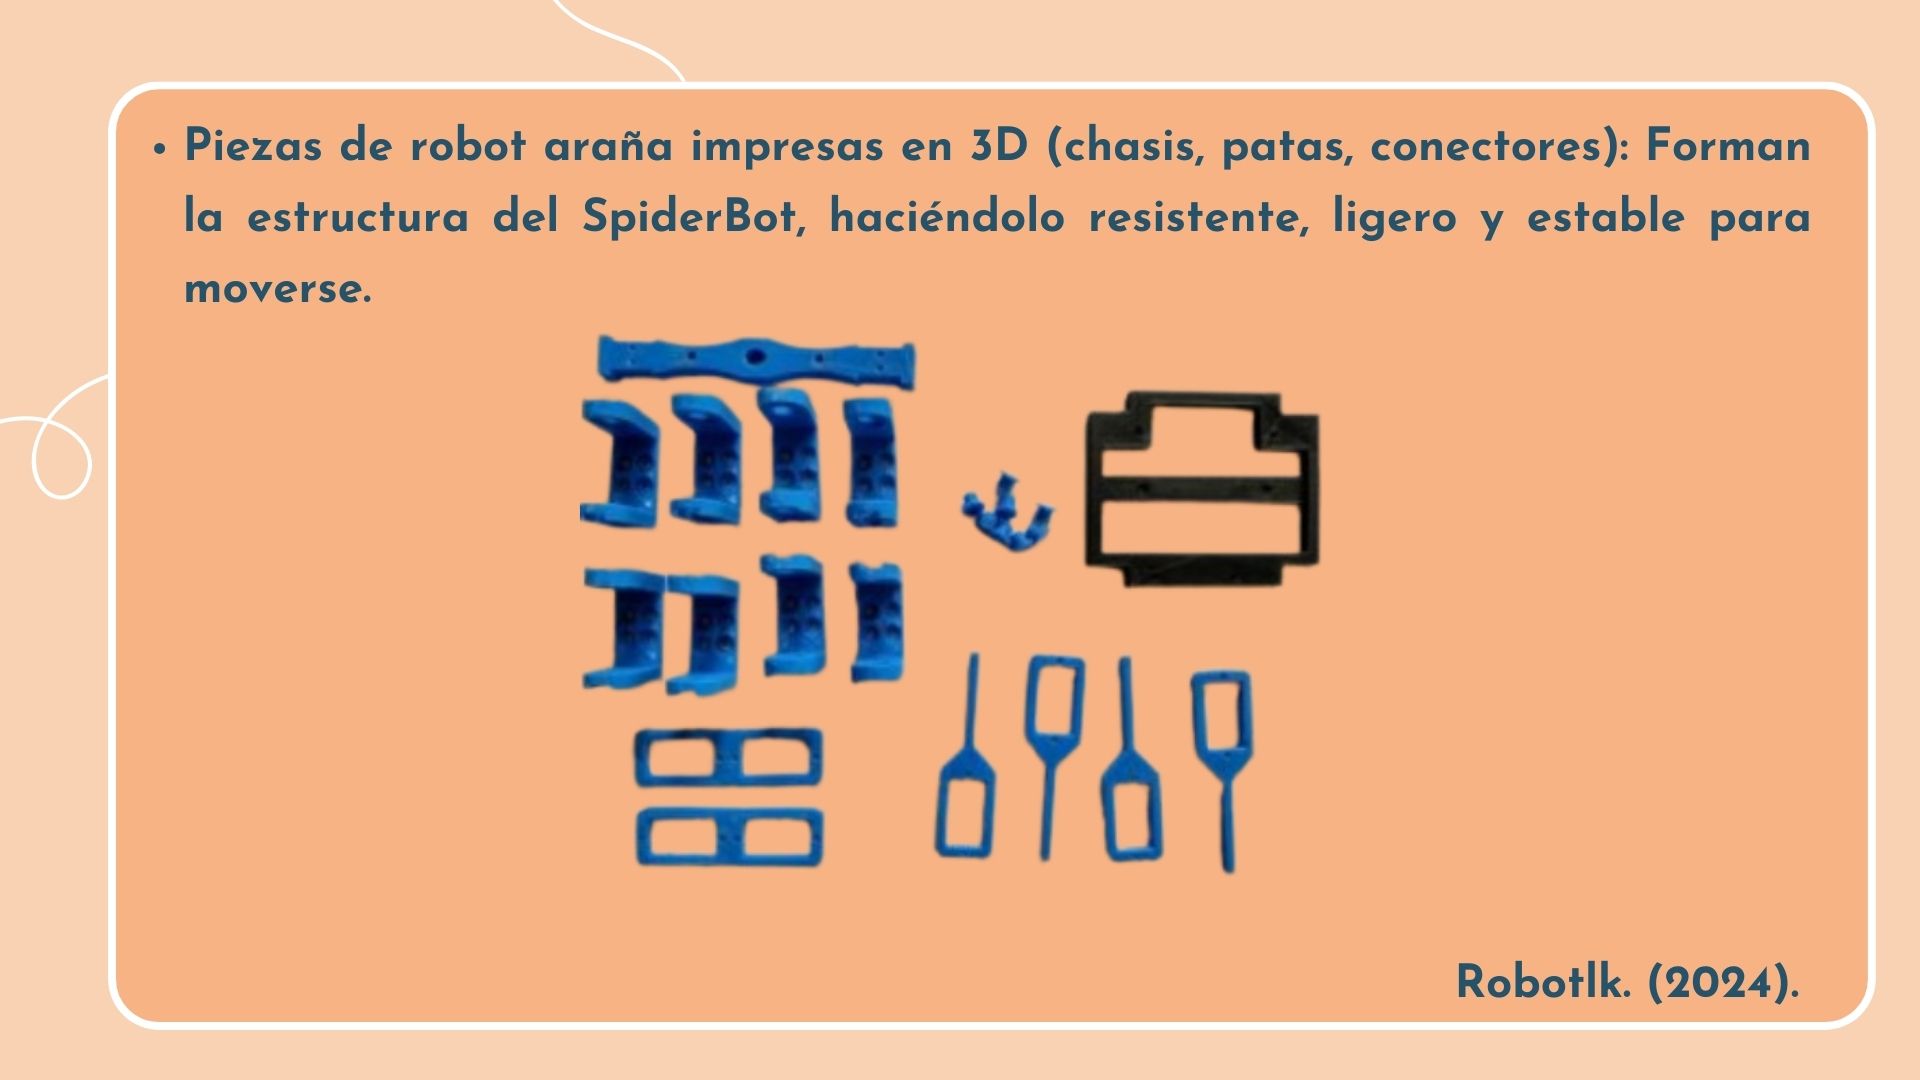 • Piezas de robot araña impresas en 3D (chasis, patas, conectores): Forman
la estructura del SpiderBot, haciéndolo resistente, ligero y estable para
moverse.
Robotlk. (2024).